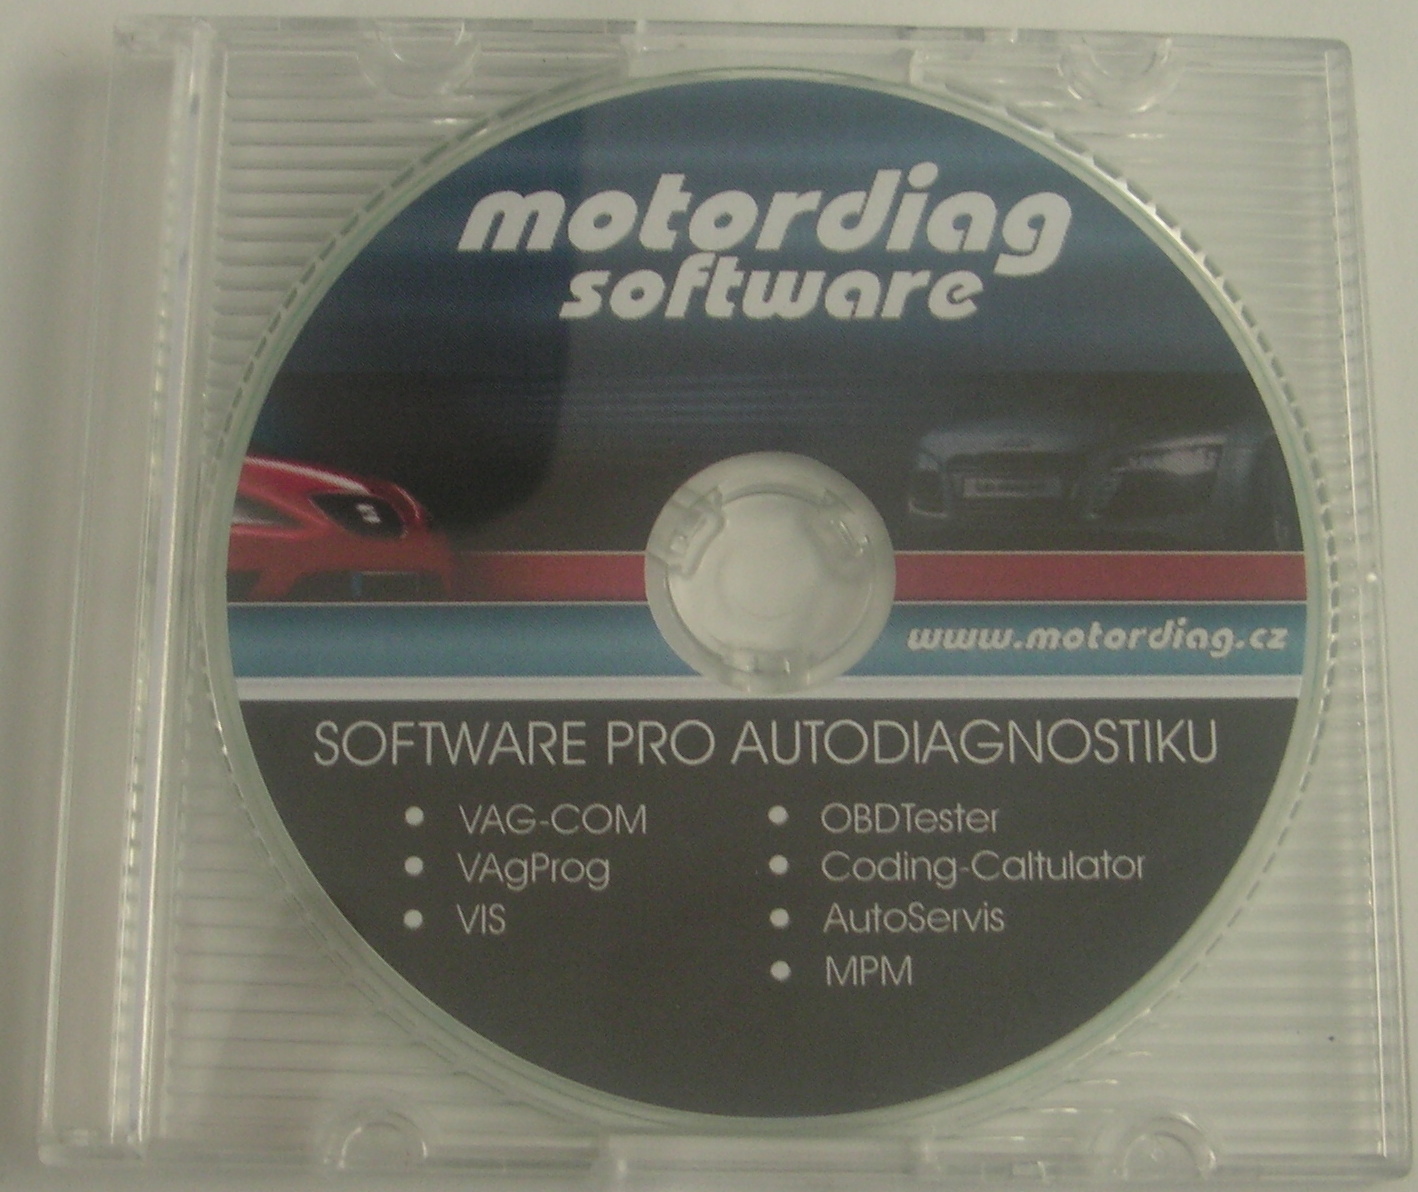 motordiag
software
www.motordiag.cz
SOFTWARE PRO AUTODIAGNOSTIKU
VAG-COM
VAgProg
VIS
OBDTester
Coding-Caltulator
AutoServis
MPM